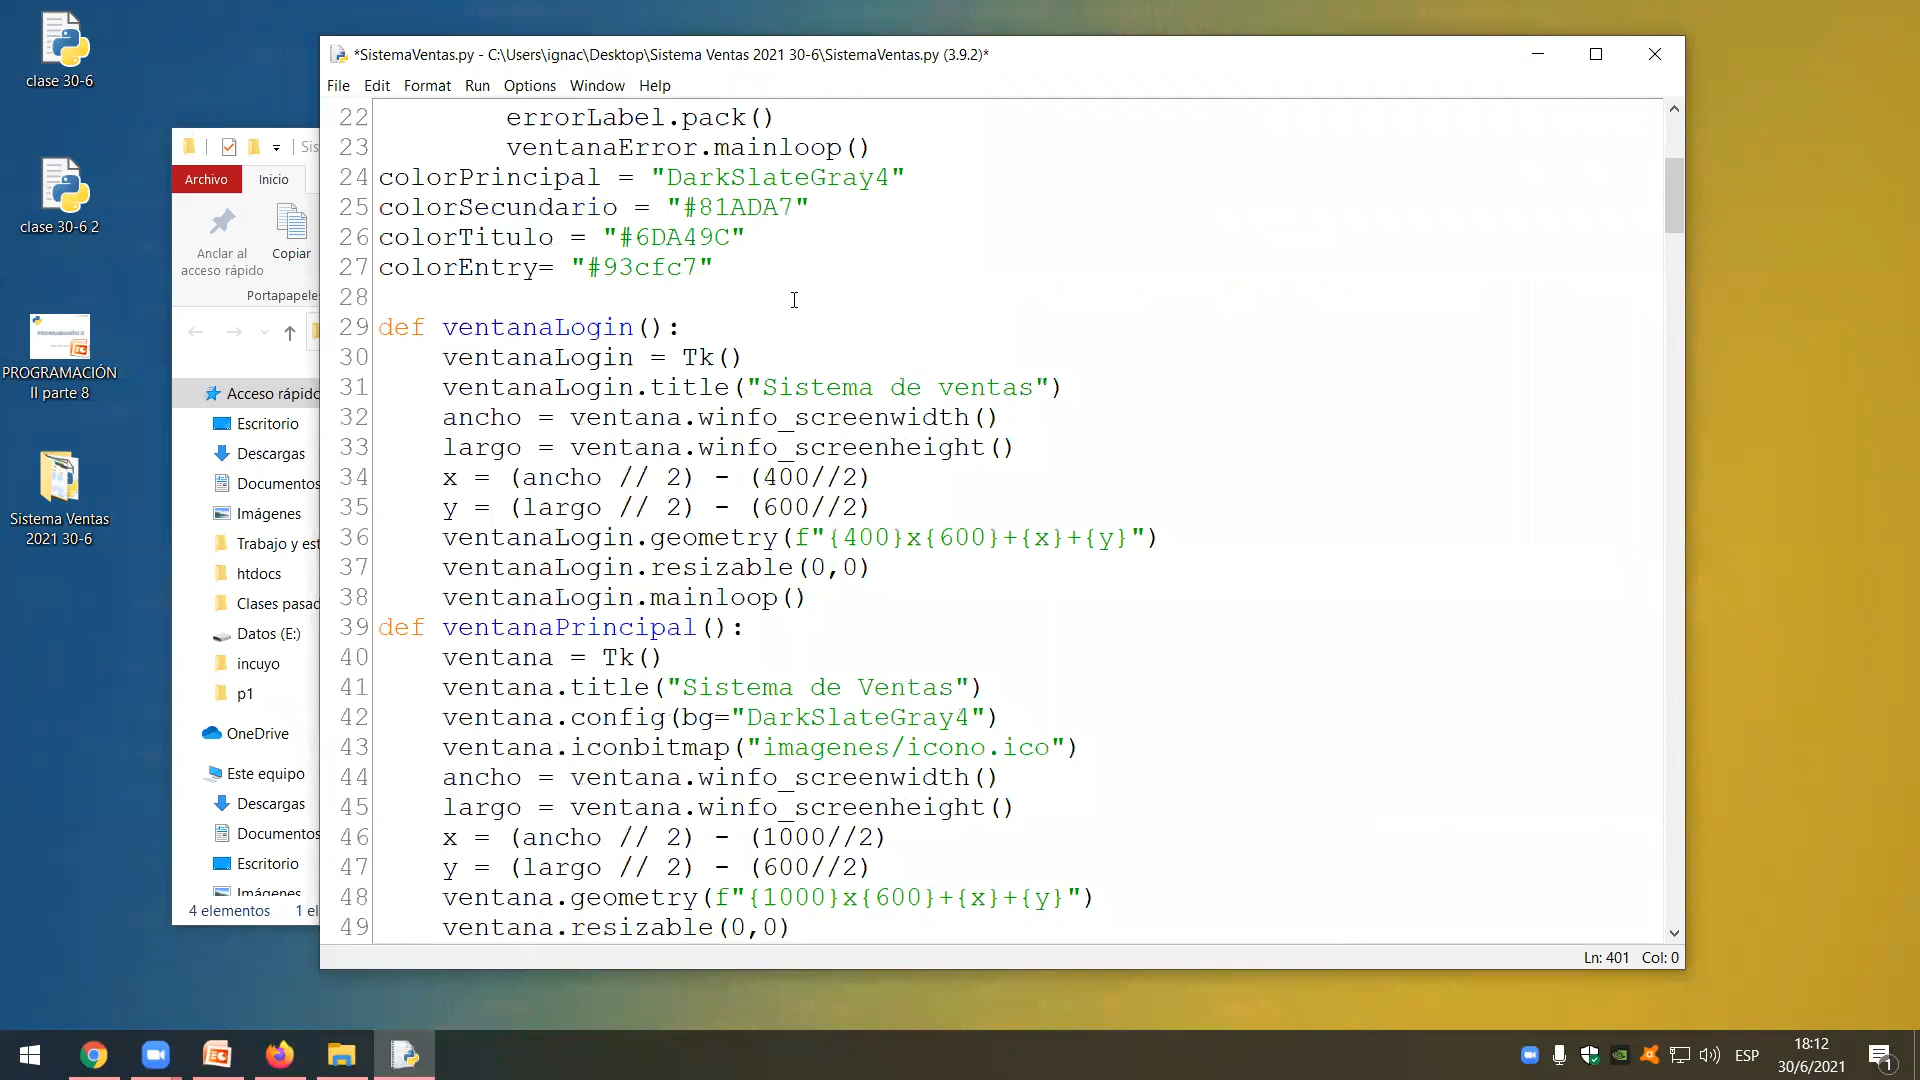 clase 30-6
clase 30-6 2
PROGRAMACIÓN
II parte 8
Sistema Ventas
2021 30-6
Sis
Archivo
Inicio
Anclar al
acceso rápido
Copiar
Portapapeles
Acceso rápido
Escritorio
Descargas
Documentos
Imágenes
Trabajo y est
htdocs
Clases pasad
Datos (E:)
incuyo
p1
OneDrive
Este equipo
Descargas
Documentos
Escritorio
Imágenes
4 elementos
1 el
*SistemaVentas.py - C:\Users\ignac\Desktop\Sistema Ventas 2021 30-6\SistemaVentas.py (3.9.2)*
File Edit Format Run Options Window Help
22 errorLabel.pack()
23 ventanaError.mainloop()
24 colorPrincipal = "DarkSlateGray4"
25 colorSecundario = "#81ADA7"
26 colorTitulo = "#6DA49C"
27 colorEntry= "#93cfc7"
28
29 def ventanaLogin():
30 ventanaLogin = Tk()
31 ventanaLogin.title("Sistema de ventas")
32 ancho = ventana.winfo_screenwidth()
33 largo = ventana.winfo_screenheight()
34 x = (ancho // 2) - (400//2)
35 y = (largo // 2) - (600//2)
36 ventanaLogin.geometry(f"{400}x{600}+{x}+{y}")
37 ventanaLogin.resizable(0,0)
38 ventanaLogin.mainloop()
39 def ventanaPrincipal():
40 ventana = Tk()
41 ventana.title("Sistema de Ventas")
42 ventana.config(bg="DarkSlateGray4")
43 ventana.iconbitmap("imagenes/icono.ico")
44 ancho = ventana.winfo_screenwidth()
45 largo = ventana.winfo_screenheight()
46 x = (ancho // 2) - (1000//2)
47 y = (largo // 2) - (600//2)
48 ventana.geometry(f"{1000}x{600}+{x}+{y}")
49 ventana.resizable(0,0)
Ln: 401 Col: 0
ESP
18:12
30/6/2021
1